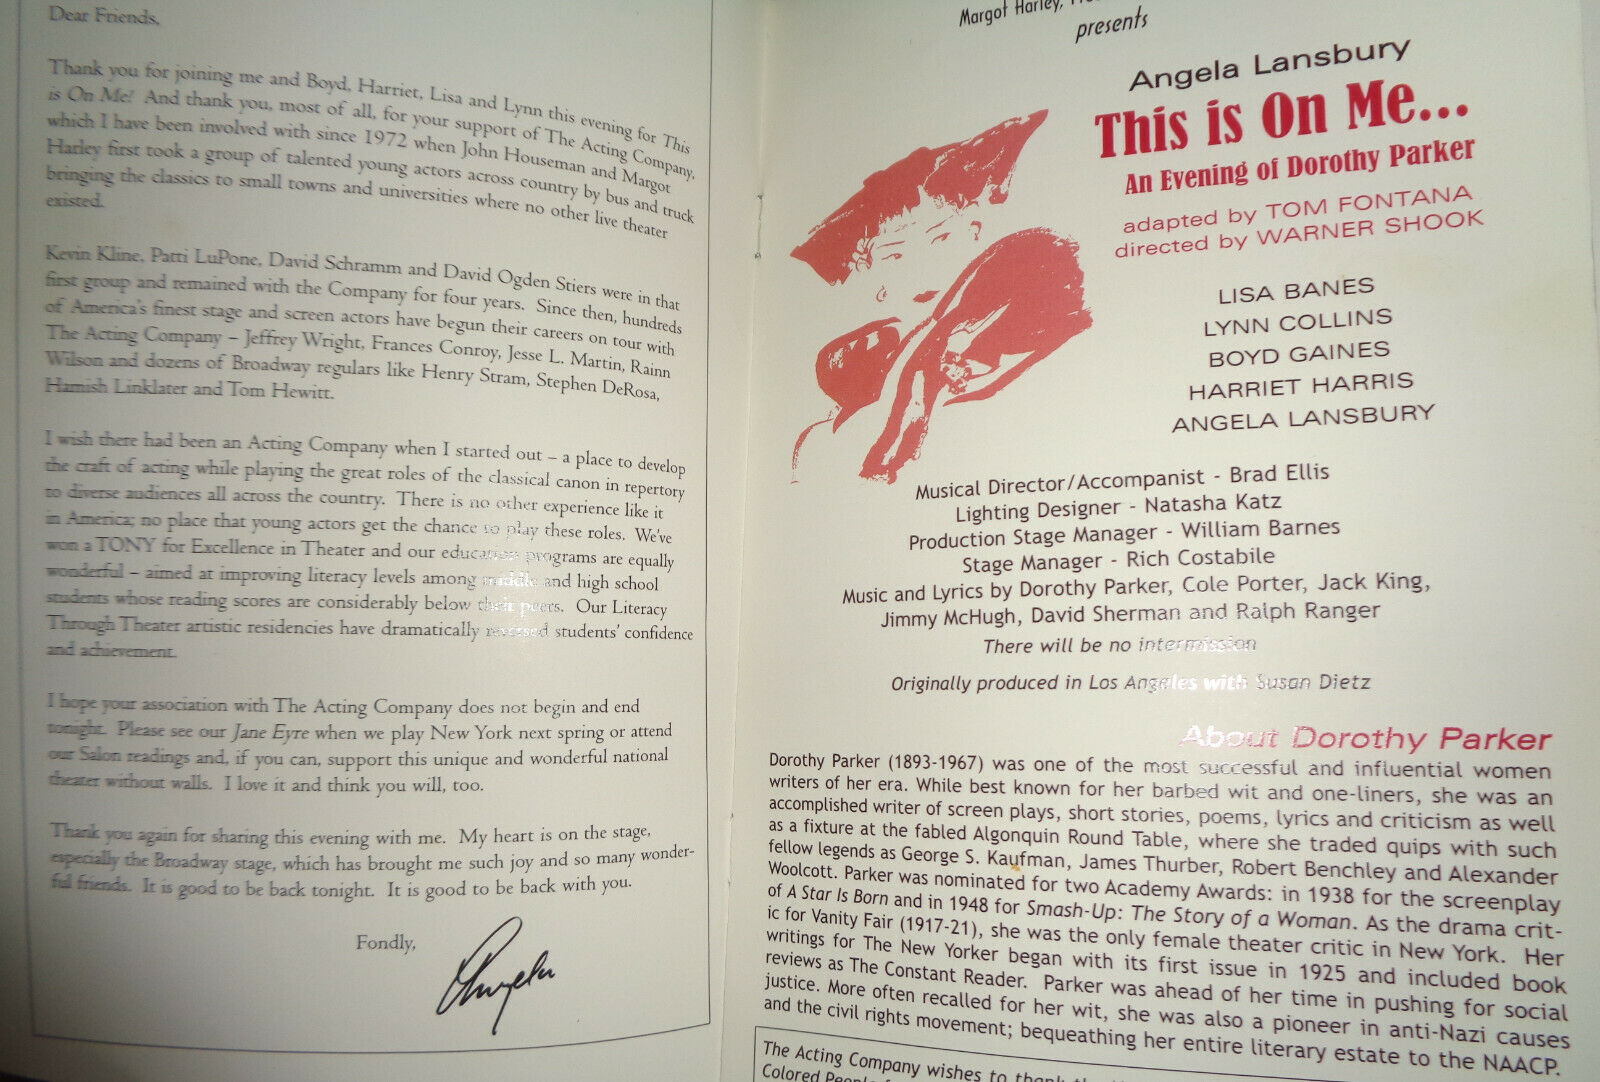 Dear Friends,
Thank you for joining me and Boyd, Harriet, Lisa and Lynn this evening for This
is On Me! And thank you, most of all, for your support of The Acting Company,
which I have been involved with since 1972 when John Houseman and Margot
Harley first took a group of talented young actors across country by bus and truck
bringing the classics to small towns and universities where no other live theater
existed.
Kevin Kline, Patti LuPone, David Schramm and David Ogden Stiers were in that
first group and remained with the Company for four years. Since then, hundreds
of America's finest stage and screen actors have begun their careers on tour with
The Acting Company – Jeffrey Wright, Frances Conroy, Jesse L. Martin, Rainn
Wilson and dozens of Broadway regulars like Henry Stram, Stephen DeRosa,
Hamish Linklater and Tom Hewitt.
I wish there had been an Acting Company when I started out – a place to develop
the craft of acting while playing the great roles of the classical canon in repertory
to diverse audiences all across the country. There is no other experience like it
in America; no place that young actors get the chance to play these roles. We've
won a TONY for Excellence in Theater and our education programs are equally
wonderful – aimed at improving literacy levels among middle and high school
students whose reading scores are considerably below their peers. Our Literacy
Through Theater artistic residencies have dramatically reversed students' confidence
and achievement.
I hope your association with The Acting Company does not begin and end
tonight. Please see our Jane Eyre when we play New York next spring or attend
our Salon readings and, if you can, support this unique and wonderful national
theater without walls. I love it and think you will, too.
Thank you again for sharing this evening with me. My heart is on the stage,
especially the Broadway stage, which has brought me such joy and so many wonder-
ful friends. It is good to be back tonight. It is good to be back with you.
Fondly,
Angela
Margot Harley,
presents
Angela Lansbury
This is On Me...
An Evening of Dorothy Parker
adapted by TOM FONTANA
directed by WARNER SHOOK
LISA BANES
LYNN COLLINS
BOYD GAINES
HARRIET HARRIS
ANGELA LANSBURY
Musical Director/Accompanist - Brad Ellis
Lighting Designer - Natasha Katz
Production Stage Manager - William Barnes
Stage Manager - Rich Costabile
Music and Lyrics by Dorothy Parker, Cole Porter, Jack King,
Jimmy McHugh, David Sherman and Ralph Ranger
There will be no intermission
Originally produced in Los Angeles with Susan Dietz
About Dorothy Parker
Dorothy Parker (1893-1967) was one of the most successful and influential women
writers of her era. While best known for her barbed wit and one-liners, she was an
accomplished writer of screen plays, short stories, poems, lyrics and criticism as well
as a fixture at the fabled Algonquin Round Table, where she traded quips with such
fellow legends as George S. Kaufman, James Thurber, Robert Benchley and Alexander
Woolcott. Parker was nominated for two Academy Awards: in 1938 for the screenplay
of A Star Is Born and in 1948 for Smash-Up: The Story of a Woman. As the drama crit-
ic for Vanity Fair (1917-21), she was the only female theater critic in New York. Her
writings for The New Yorker began with its first issue in 1925 and included book
reviews as The Constant Reader. Parker was ahead of her time in pushing for social
justice. More often recalled for her wit, she was also a pioneer in anti-Nazi causes
and the civil rights movement; bequeathing her entire literary estate to the NAACP.
The Acting Company wishes to thank
Colored People